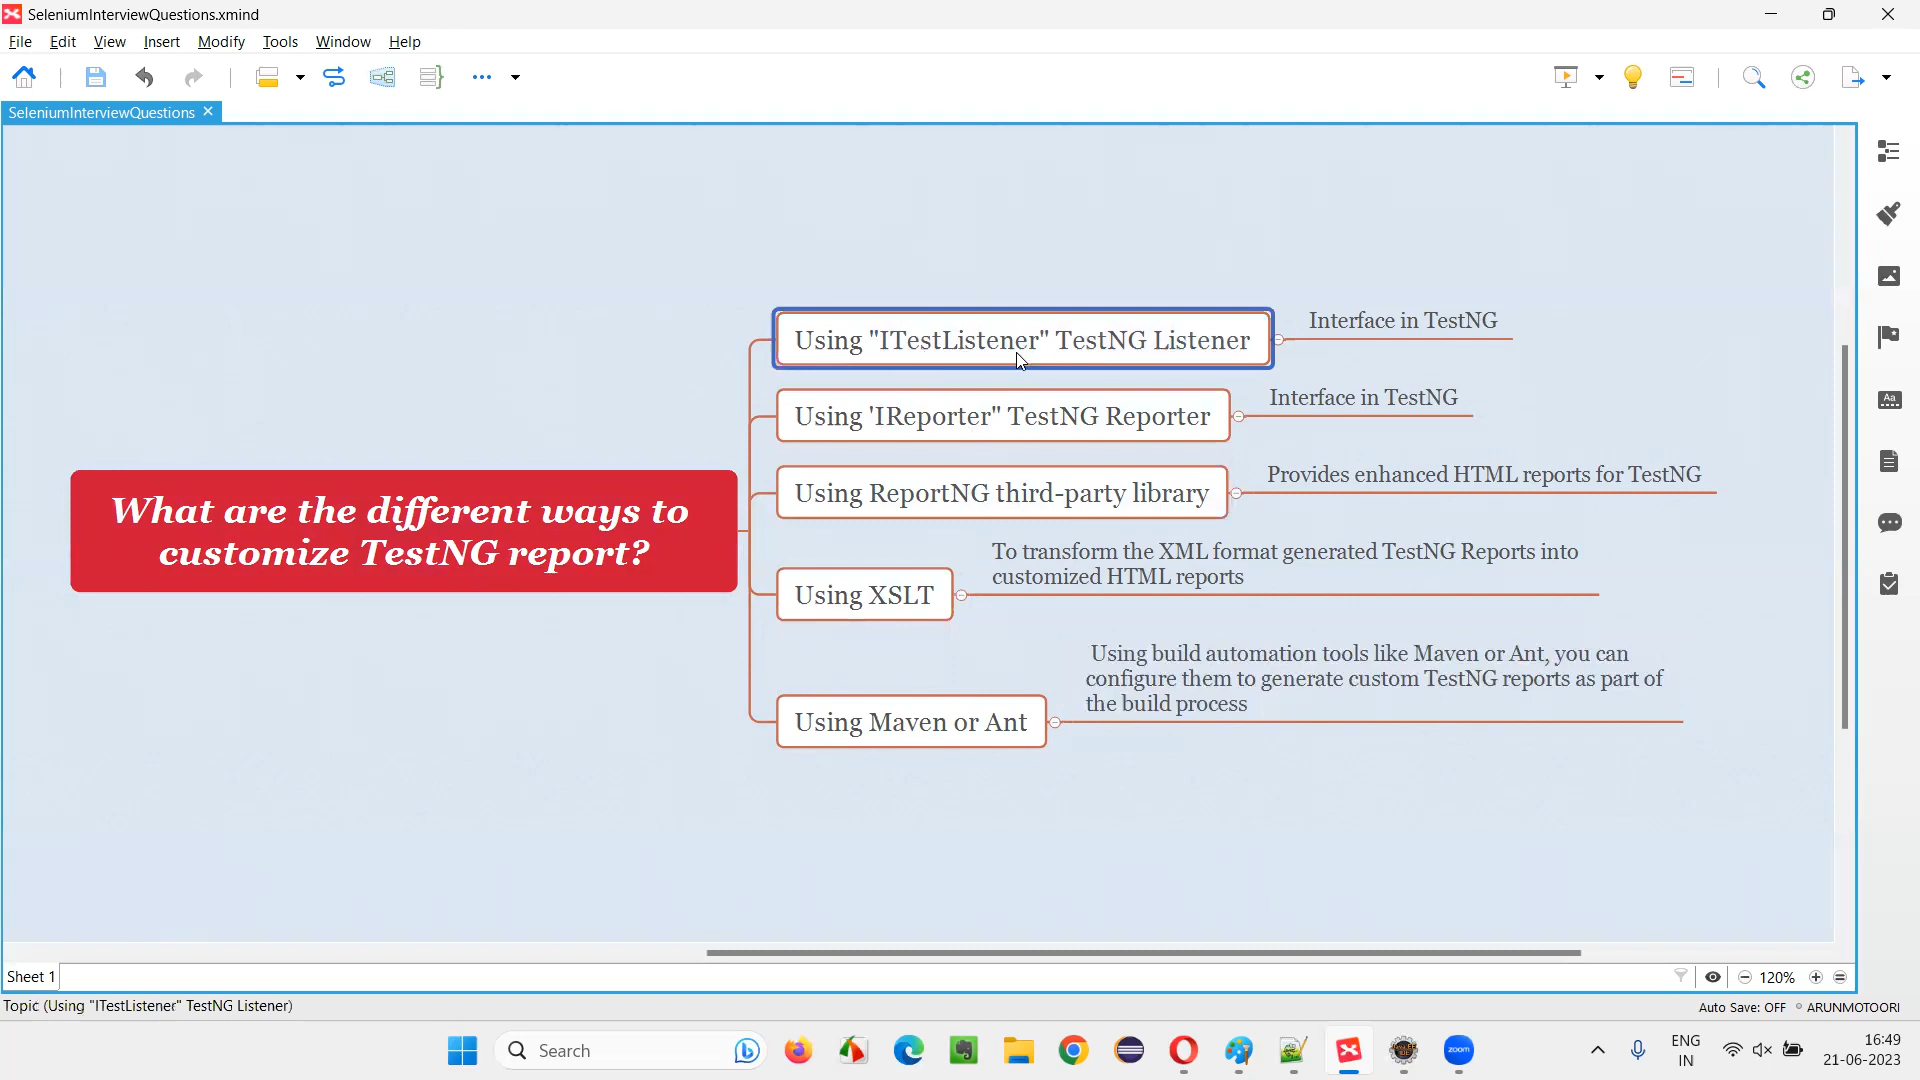 SeleniumInterviewQuestions.xmind
File Edit View Insert Modify Tools Window Help
SeleniumInterviewQuestions
Using "ITestListener" TestNG Listener
Interface in TestNG
Using 'IReporter" TestNG Reporter
Interface in TestNG
What are the different ways to
customize TestNG report?
Using ReportNG third-party library
Provides enhanced HTML reports for TestNG
Using XSLT
To transform the XML format generated TestNG Reports into
customized HTML reports
Using Maven or Ant
Using build automation tools like Maven or Ant, you can
configure them to generate custom TestNG reports as part of
the build process
Sheet 1
120%
Topic (Using "ITestListener" TestNG Listener)
Auto Save: OFF
ARUNMOTOORI
Search
zoom
ENG
IN
16:49
21-06-2023